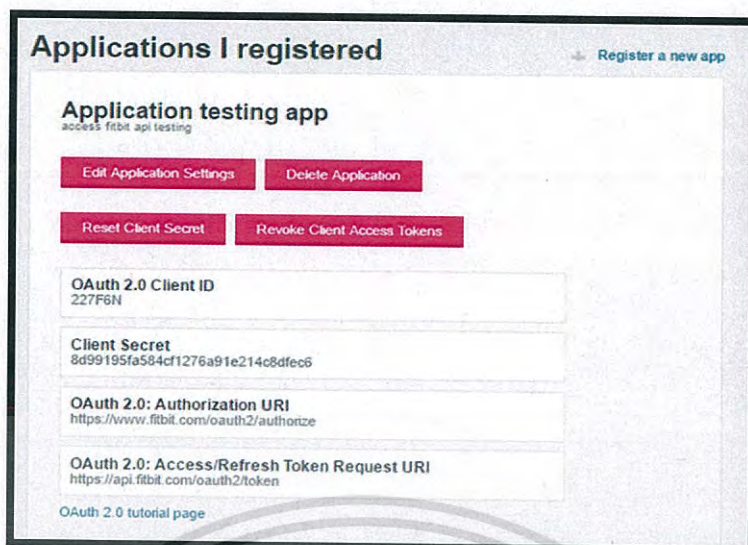 Applications I registered
Register a new app
Application testing app
access fitbit api testing
Edit Application Settings
Delete Application
Reset Client Secret
Revoke Client Access Tokens
OAuth 2.0 Client ID
227F6N
Client Secret
8d99195fa584cf1276a91e214c8dfec6
OAuth 2.0: Authorization URI
https://www.fitbit.com/oauth2/authorize
OAuth 2.0: Access/Refresh Token Request URI
https://api.fitbit.com/oauth2/token
OAuth 2.0 tutorial page